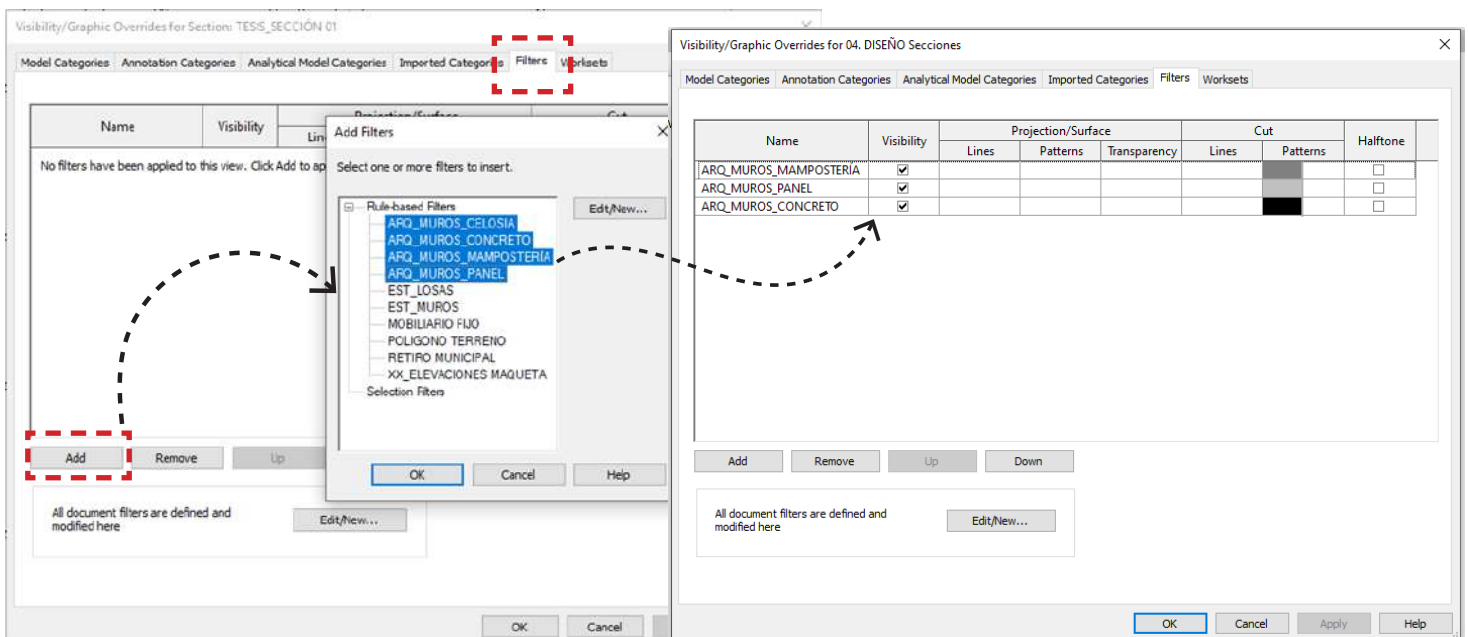 Visibility/Graphic Overrides for Section: TESIS_SECCIÓN 01
Model Categories Annotation Categories Analytical Model Categories Imported Categories Filters Worksets
Name Visibility Projection/Surface Cut
No filters have been applied to this view. Click Add to ap
Add Remove Up
All document filters are defined and
modified here
Edit/New...
OK Cancel
Add Filters
Select one or more filters to insert.
Rule-based Filters
ARQ_MUROS_CELOSIA
ARQ_MUROS_CONCRETO
ARQ_MUROS_MAMPOSTERÍA
ARQ_MUROS_PANEL
EST_LOSAS
EST_MUROS
MOBILIARIO FIJO
POLIGONO TERRENO
RETIRO MUNICIPAL
XX_ELEVACIONES MAQUETA
Selection Filters
Edit/New...
OK Cancel Help
Visibility/Graphic Overrides for 04. DISEÑO Secciones
Model Categories Annotation Categories Analytical Model Categories Imported Categories Filters Worksets
Name Visibility Projection/Surface Cut Halftone
Lines Patterns Transparency Lines Patterns
ARQ_MUROS_MAMPOSTERÍA
ARQ_MUROS_PANEL
ARQ_MUROS_CONCRETO
Add Remove Up Down
All document filters are defined and
modified here
Edit/New...
OK Cancel Apply Help